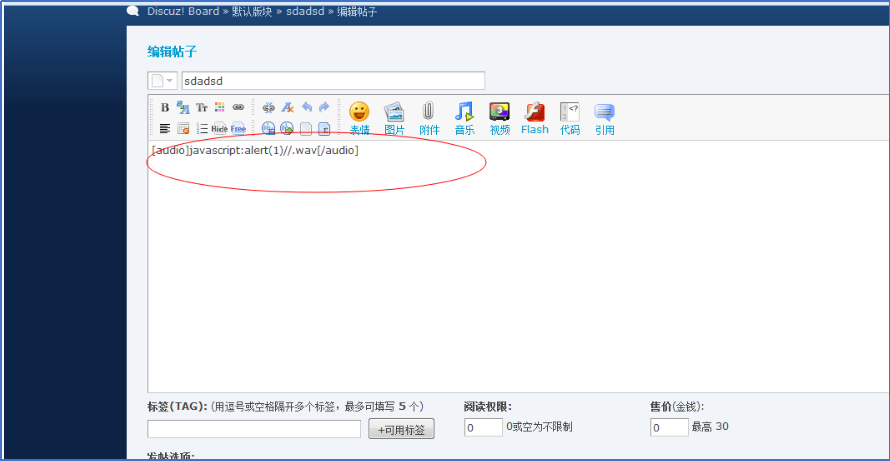 Discuz! Board » 默认版块 » sdadsd » 编辑帖子
编辑帖子
sdadsd
B Tr
Hide Free
表情 图片 附件 音乐 视频 Flash 代码 引用
[audio]javascript:alert(1)//.wav[/audio]
标签(TAG): (用逗号或空格隔开多个标签，最多可填写 5 个) 阅读权限: 售价(金钱):
+可用标签 0 0或空为不限制 0 最高 30
发帖选项: